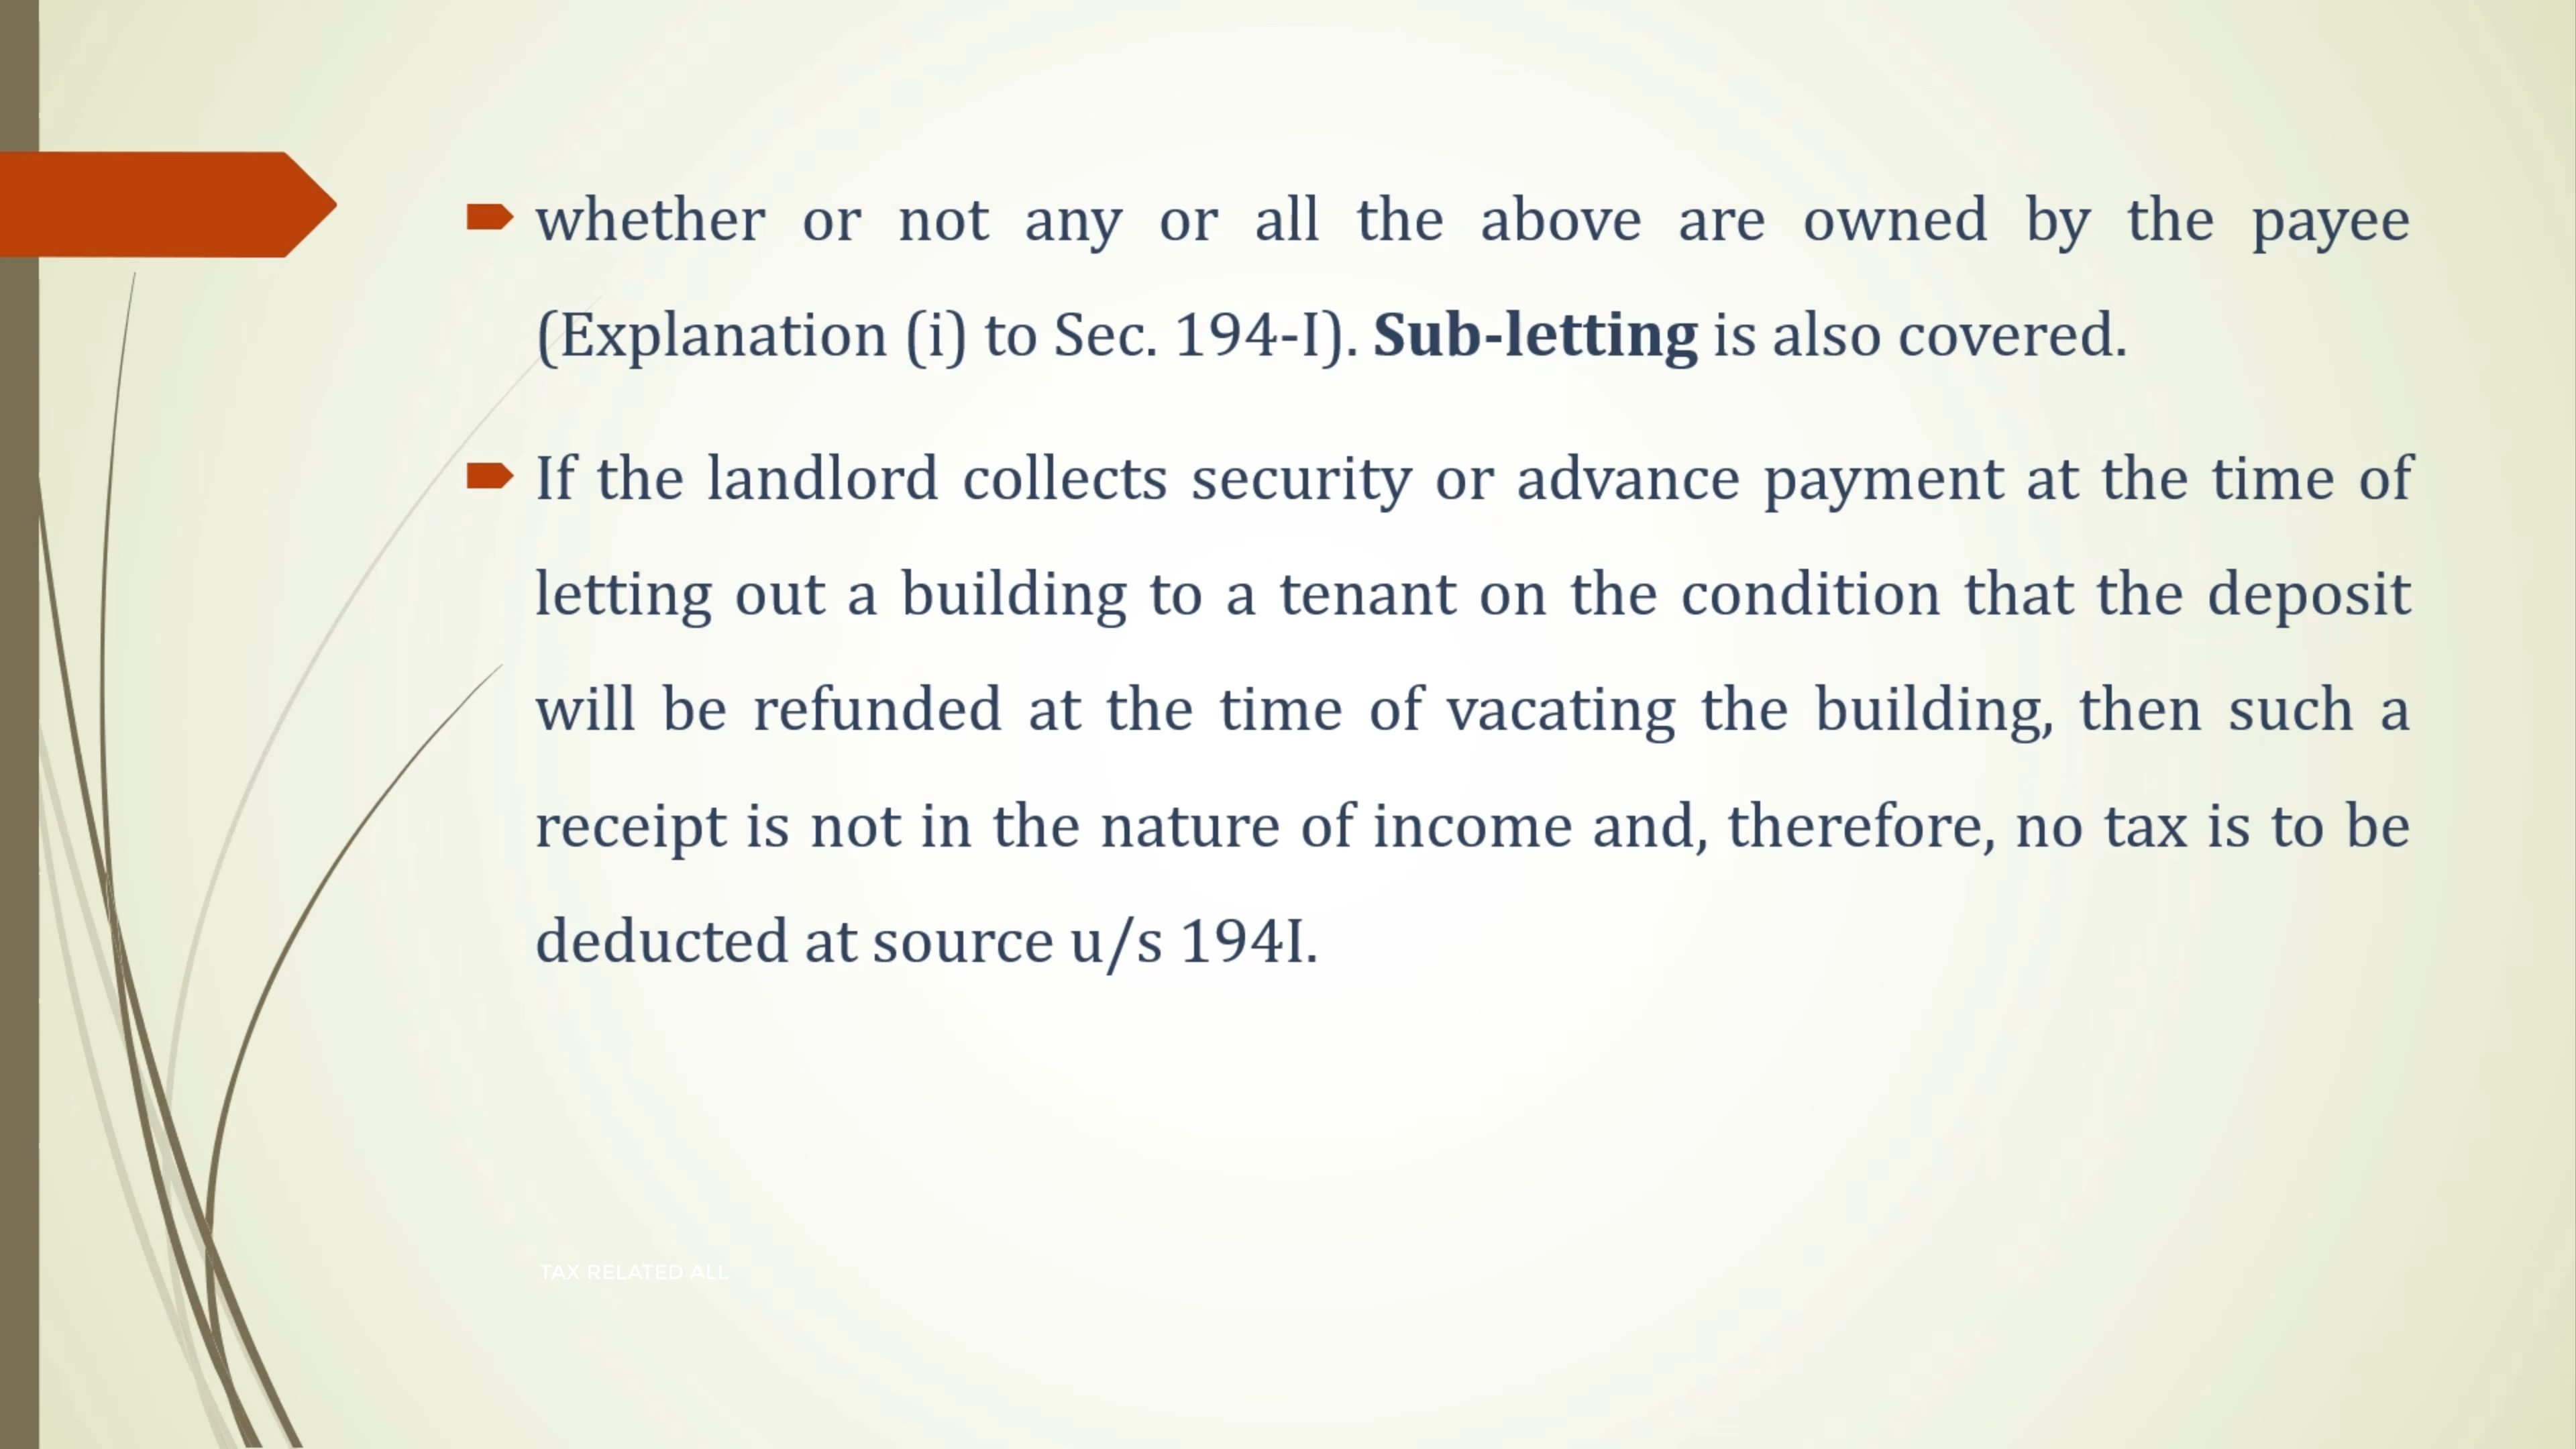 whether or not any or all the above are owned by the payee
(Explanation (i) to Sec. 194-I). Sub-letting is also covered.
If the landlord collects security or advance payment at the time of
letting out a building to a tenant on the condition that the deposit
will be refunded at the time of vacating the building, then such a
receipt is not in the nature of income and, therefore, no tax is to be
deducted at source u/s 194I.
TAX RELATED ALL